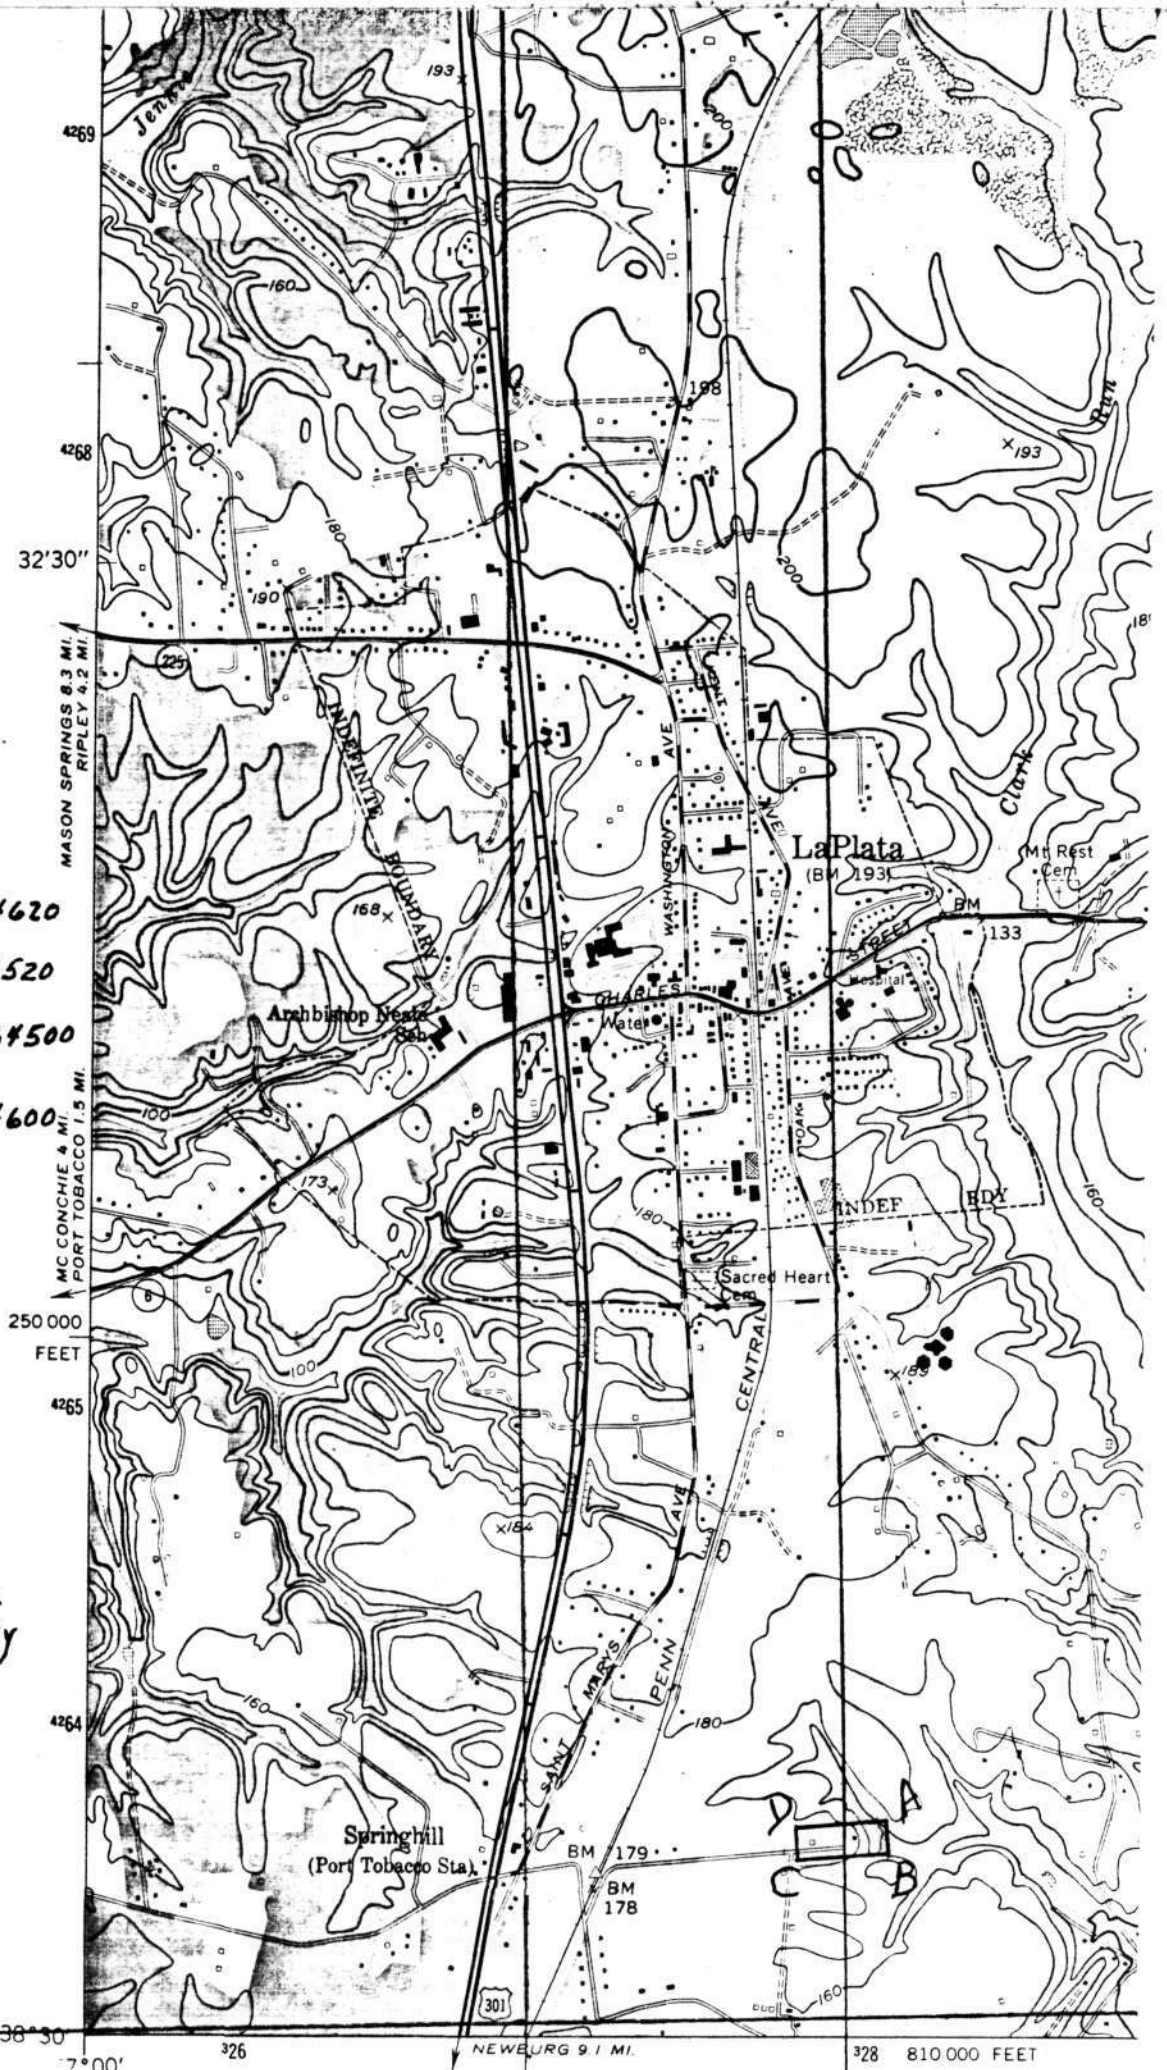 193
Jennie
4269
200
160
198
Run
4268
193
180
200
32'30"
190
MASON SPRINGS 8.3 MI.
RIPLEY 4.2 MI.
225
INDEFINITE BOUNDARY
AVE
WASHINGTON
AVE
Clark
LaPlata
(BM 193)
Mt Rest
Cem
620
168
BM
133
STREET
520
Hospital
CHARLES
Archbishop Neale
Sch
Water
500
600
100
OAK
MC CONCHIE 4 MI.
PORT TOBACCO 1.5 MI.
173
INDEF BDY
160
180
6
Sacred Heart
Cem
250 000
FEET
100
CENTRAL
189
4265
AVE
184
y
160
MARYS
PENN
4264
180
SAINT
D
A
Springhill
(Port Tobacco Sta)
BM 179
C
B
BM
178
160
301
38°30'
7°00'
326
NEWBURG 9.1 MI.
328
810 000 FEET